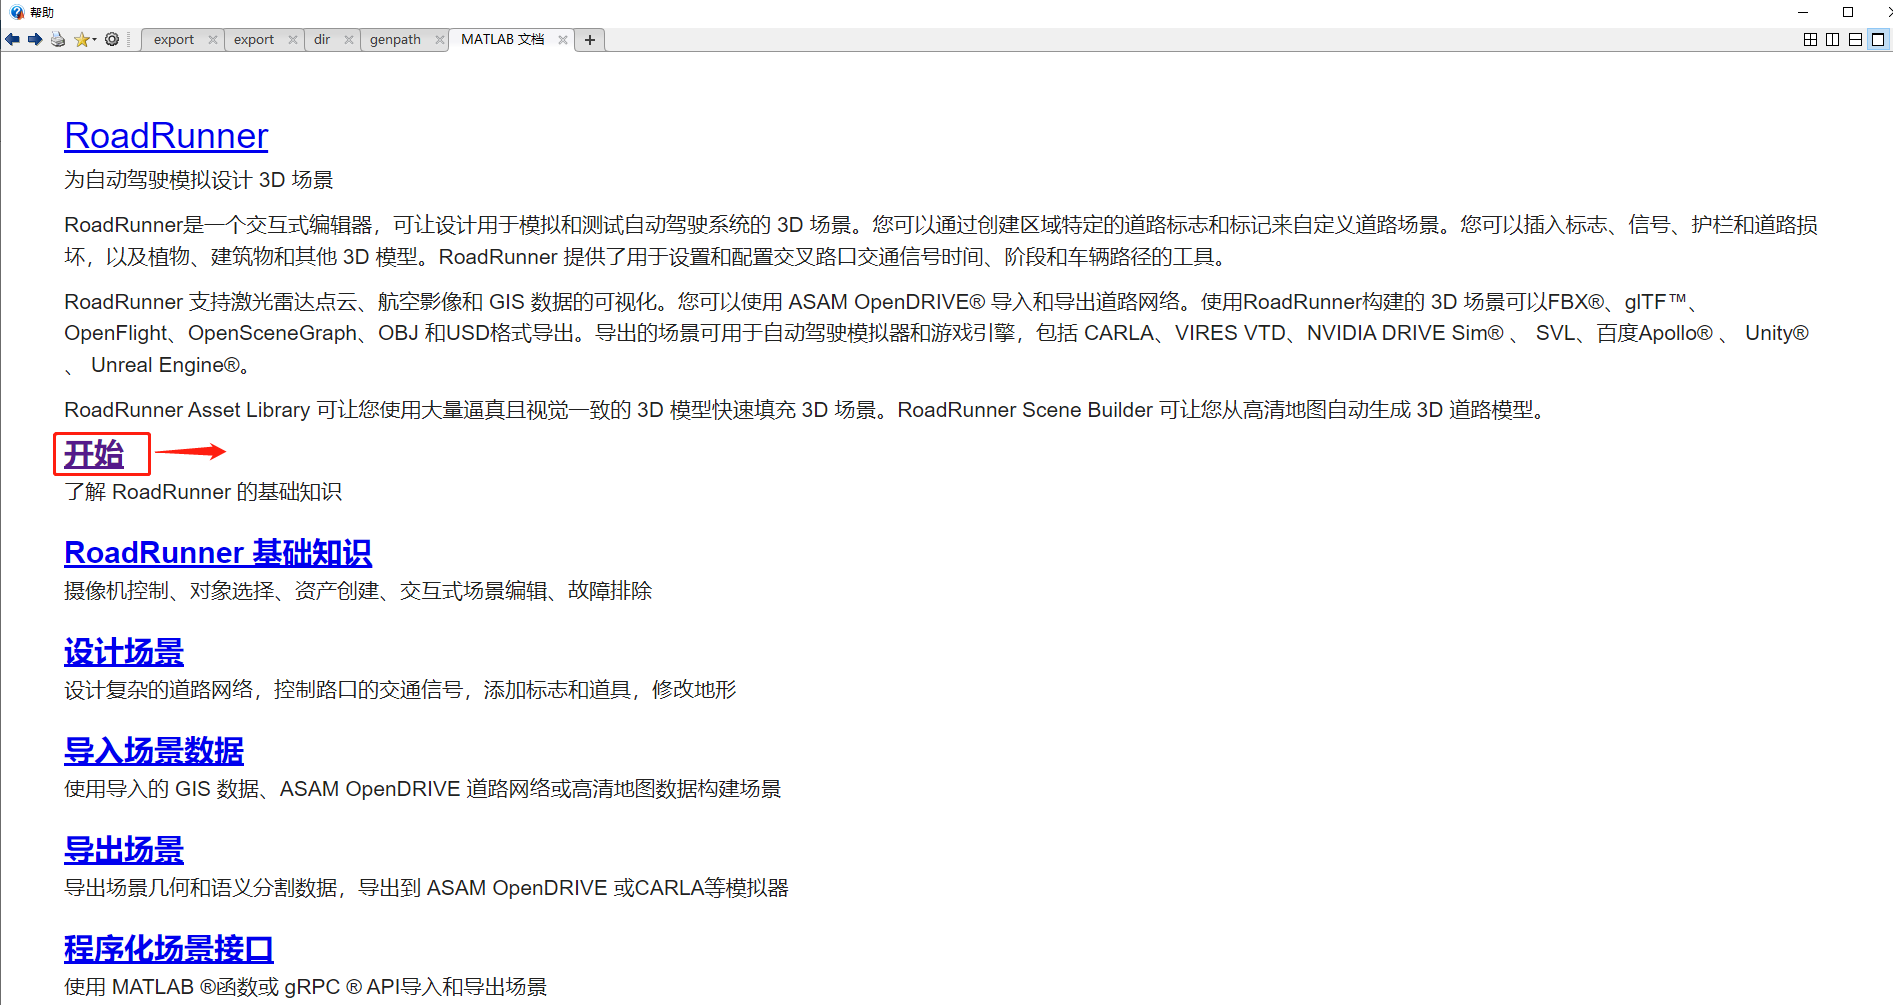 帮助
export
export
dir
genpath
MATLAB 文档
RoadRunner
为自动驾驶模拟设计 3D 场景
RoadRunner是一个交互式编辑器，可让设计用于模拟和测试自动驾驶系统的 3D 场景。您可以通过创建区域特定的道路标志和标记来自定义道路场景。您可以插入标志、信号、护栏和道路损
坏，以及植物、建筑物和其他 3D 模型。RoadRunner 提供了用于设置和配置交叉路口交通信号时间、阶段和车辆路径的工具。
RoadRunner 支持激光雷达点云、航空影像和 GIS 数据的可视化。您可以使用 ASAM OpenDRIVE® 导入和导出道路网络。使用RoadRunner构建的 3D 场景可以FBX®、glTF™、
OpenFlight、OpenSceneGraph、OBJ 和USD格式导出。导出的场景可用于自动驾驶模拟器和游戏引擎，包括 CARLA、VIRES VTD、NVIDIA DRIVE Sim® 、 SVL、百度Apollo® 、 Unity®
、 Unreal Engine®。
RoadRunner Asset Library 可让您使用大量逼真且视觉一致的 3D 模型快速填充 3D 场景。RoadRunner Scene Builder 可让您从高清地图自动生成 3D 道路模型。
开始
了解 RoadRunner 的基础知识
RoadRunner 基础知识
摄像机控制、对象选择、资产创建、交互式场景编辑、故障排除
设计场景
设计复杂的道路网络，控制路口的交通信号，添加标志和道具，修改地形
导入场景数据
使用导入的 GIS 数据、ASAM OpenDRIVE 道路网络或高清地图数据构建场景
导出场景
导出场景几何和语义分割数据，导出到 ASAM OpenDRIVE 或CARLA等模拟器
程序化场景接口
使用 MATLAB ®函数或 gRPC ® API导入和导出场景